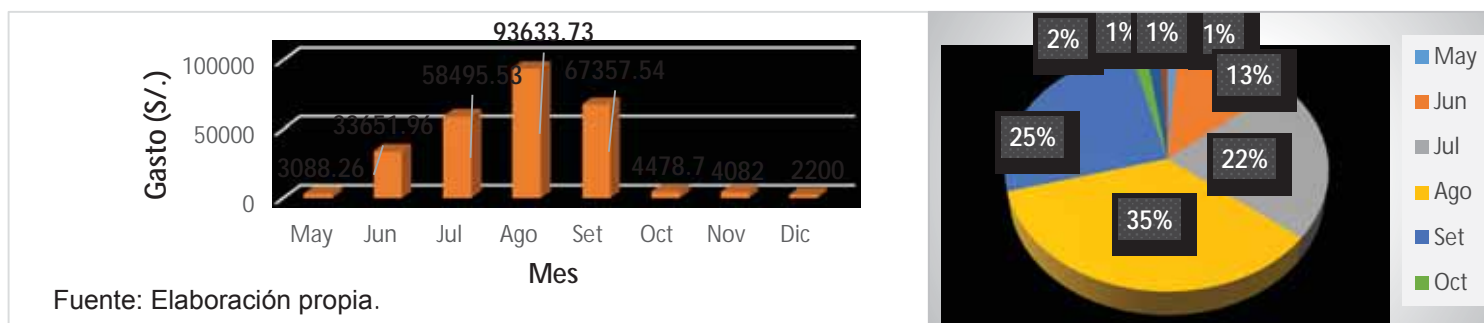 93633.73
100000
58495.53
67357.54
Gasto (S/.)
50000
33651.96
3088.26
4478.7
4082
2200
0
May
Jun
Jul
Ago
Set
Oct
Nov
Dic
Mes
Fuente: Elaboración propia.
2%
1%
1%
1%
13%
25%
22%
35%
May
Jun
Jul
Ago
Set
Oct